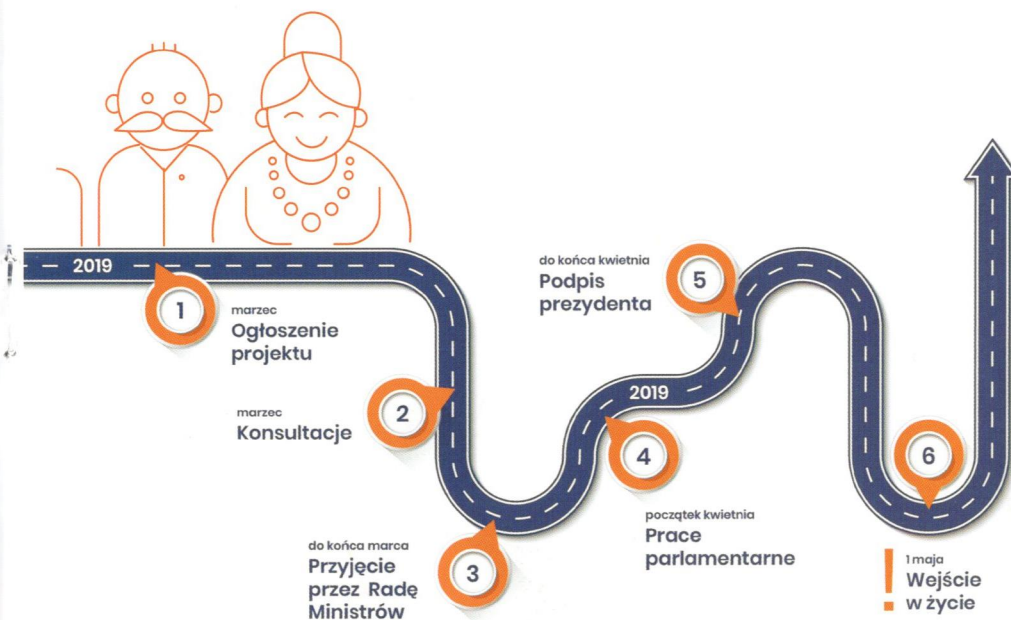 2019
1
marzec
Ogłoszenie
projektu
2
marzec
Konsultacje
3
do końca marca
Przyjęcie
przez Radę
Ministrów
4
początek kwietnia
Prace
parlamentarne
2019
5
do końca kwietnia
Podpis
prezydenta
6
! 1 maja
Wejście
w życie